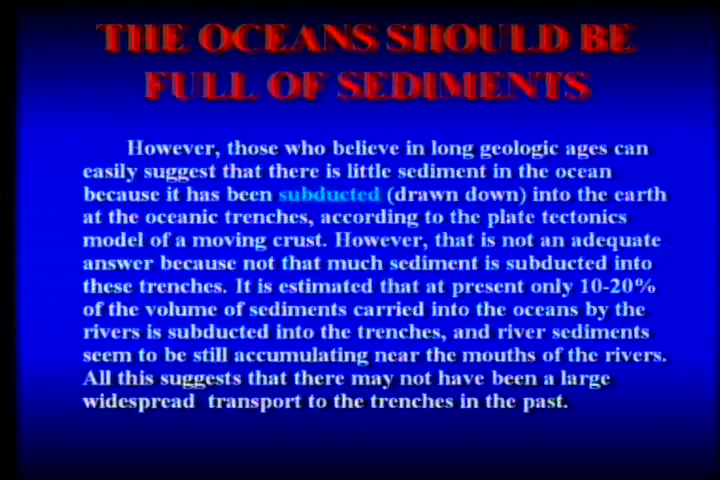 THE OCEANS SHOULD BE
FULL OF SEDIMENTS
However, those who believe in long geologic ages can
easily suggest that there is little sediment in the ocean
because it has been subducted (drawn down) into the earth
at the oceanic trenches, according to the plate tectonics
model of a moving crust. However, that is not an adequate
answer because not that much sediment is subducted into
these trenches. It is estimated that at present only 10-20%
of the volume of sediments carried into the oceans by the
rivers is subducted into the trenches, and river sediments
seem to be still accumulating near the mouths of the rivers.
All this suggests that there may not have been a large
widespread transport to the trenches in the past.